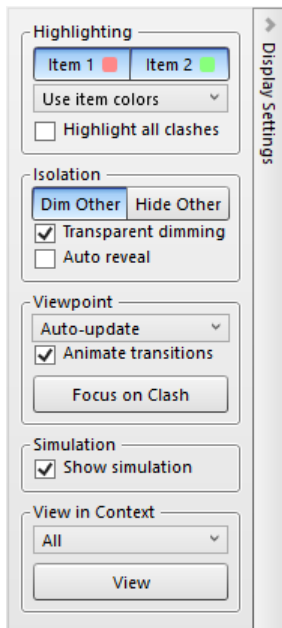 Highlighting
Item 1 Item 2
Use item colors
Highlight all clashes
Isolation
Dim Other Hide Other
Transparent dimming
Auto reveal
Viewpoint
Auto-update
Animate transitions
Focus on Clash
Simulation
Show simulation
View in Context
All
View
Display Settings